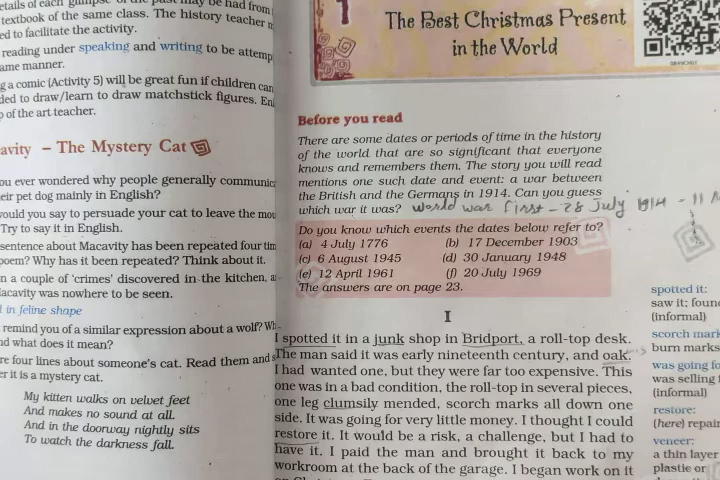 etails of each glimpse of the past may be had from
textbook of the same class. The history teacher
ed to facilitate the activity.
reading under speaking and writing to be attemp
ame manner.
g a comic (Activity 5) will be great fun if children can
ded to draw/learn to draw matchstick figures. En
p of the art teacher.
avity – The Mystery Cat
ou ever wondered why people generally communic
eir pet dog mainly in English?
would you say to persuade your cat to leave the mou
Try to say it in English.
sentence about Macavity has been repeated four tim
poem? Why has it been repeated? Think about it.
n a couple of 'crimes' discovered in the kitchen, a
acavity was nowhere to be seen.
l in feline shape
remind you of a similar expression about a wolf? Wh
nd what does it mean?
re four lines about someone's cat. Read them and s
er it is a mystery cat.
My kitten walks on velvet feet
And makes no sound at all.
And in the doorway nightly sits
To watch the darkness fall.
1
The Best Christmas Present
in the World
Before you read
There are some dates or periods of time in the history
of the world that are so significant that everyone
knows and remembers them. The story you will read
mentions one such date and event: a war between
the British and the Germans in 1914. Can you guess
which war it was? World war first – 28 July 1914 - 11
Do you know which events the dates below refer to?
(a) 4 July 1776 (b) 17 December 1903
(c) 6 August 1945 (d) 30 January 1948
(e) 12 April 1961 (f) 20 July 1969
The answers are on page 23.
I
I spotted it in a junk shop in Bridport, a roll-top desk.
The man said it was early nineteenth century, and oak.
I had wanted one, but they were far too expensive. This
one was in a bad condition, the roll-top in several pieces,
one leg clumsily mended, scorch marks all down one
side. It was going for very little money. I thought I could
restore it. It would be a risk, a challenge, but I had to
have it. I paid the man and brought it back to my
workroom at the back of the garage. I began work on it
spotted it:
saw it; foun
(informal)
scorch mark
burn marks
was going fo
was selling f
(informal)
restore:
(here) repair
veneer:
a thin layer
plastic or